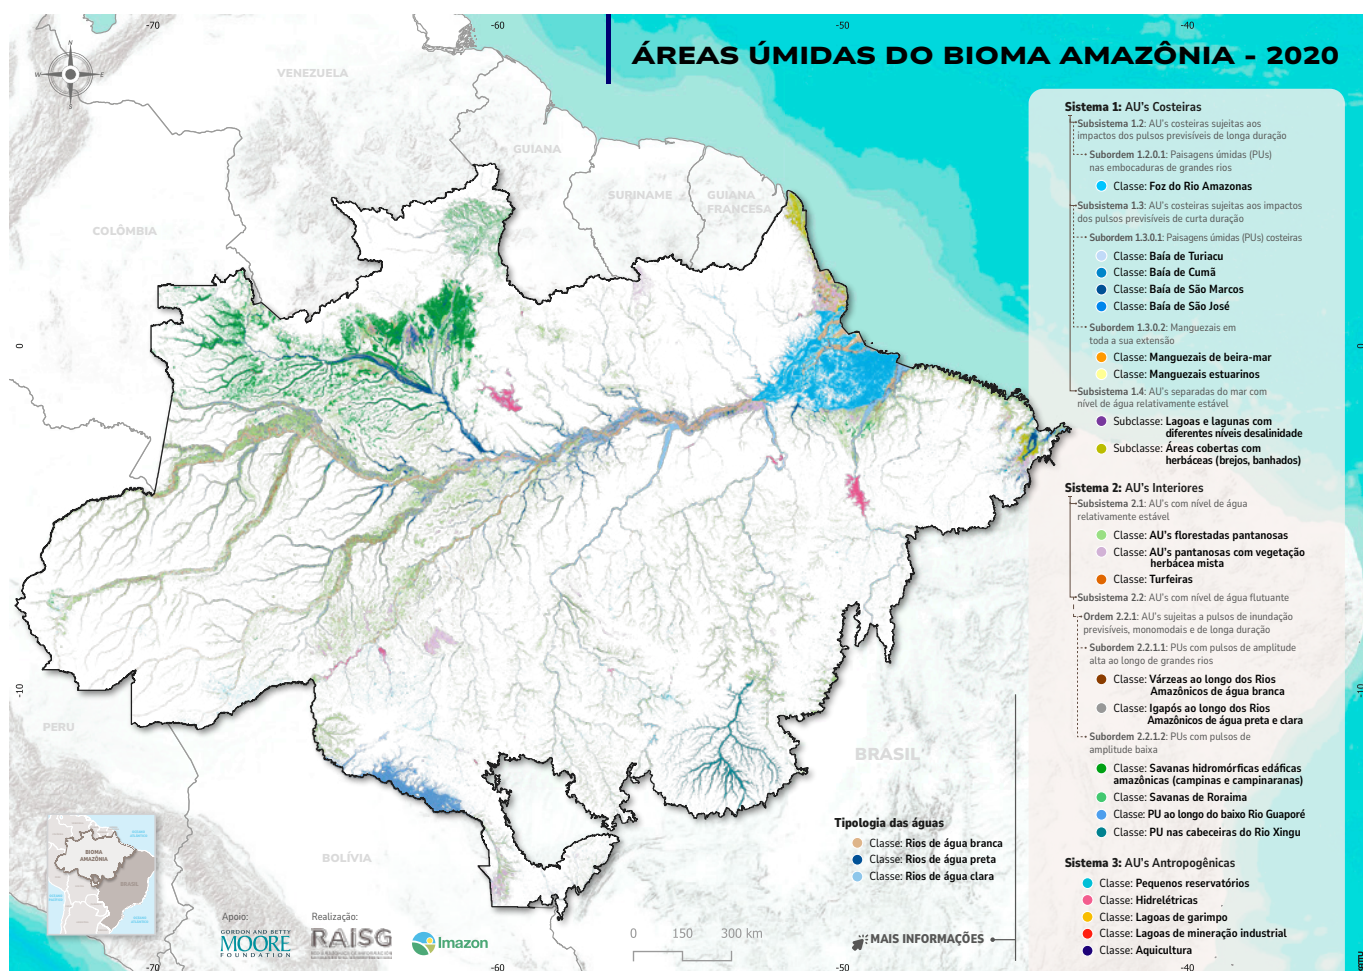 ÁREAS ÚMIDAS DO BIOMA AMAZÔNIA - 2020
-70
-60
-50
-40
N
W
E
S
VENEZUELA
GUIANA
SURINAME
GUIANA
FRANCESA
COLÔMBIA
0
0
-10
-10
PERU
BOLÍVIA
BRASIL
Sistema 1: AU's Costeiras
Subsistema 1.2: AU's costeiras sujeitas aos
impactos dos pulsos previsíveis de longa duração
Subordem 1.2.0.1: Paisagens úmidas (PUs)
nas embocaduras de grandes rios
Classe: Foz do Rio Amazonas
Subsistema 1.3: AU's costeiras sujeitas aos impactos
dos pulsos previsíveis de curta duração
Subordem 1.3.0.1: Paisagens úmidas (PUs) costeiras
Classe: Baía de Turiacu
Classe: Baía de Cumã
Classe: Baía de São Marcos
Classe: Baía de São José
Subordem 1.3.0.2: Manguezais em
toda a sua extensão
Classe: Manguezais de beira-mar
Classe: Manguezais estuarinos
Subsistema 1.4: AU's separadas do mar com
nível de água relativamente estável
Subclasse: Lagoas e lagunas com
diferentes níveis desalinidade
Subclasse: Áreas cobertas com
herbáceas (brejos, banhados)
Sistema 2: AU's Interiores
Subsistema 2.1: AU's com nível de água
relativamente estável
Classe: AU's florestadas pantanosas
Classe: AU's pantanosas com vegetação
herbácea mista
Classe: Turfeiras
Subsistema 2.2: AU's com nível de água flutuante
Ordem 2.2.1: AU's sujeitas a pulsos de inundação
previsíveis, monomodais e de longa duração
Subordem 2.2.1.1: PUs com pulsos de amplitude
alta ao longo de grandes rios
Classe: Várzeas ao longo dos Rios
Amazônicos de água branca
Classe: Igapós ao longo dos Rios
Amazônicos de água preta e clara
Subordem 2.2.1.2: PUs com pulsos de
amplitude baixa
Classe: Savanas hidromórficas edáficas
amazônicas (campinas e campinaranas)
Classe: Savanas de Roraima
Classe: PU ao longo do baixo Rio Guaporé
Classe: PU nas cabeceiras do Rio Xingu
Sistema 3: AU's Antropogênicas
Classe: Pequenos reservatórios
Classe: Hidrelétricas
Classe: Lagoas de garimpo
Classe: Lagoas de mineração industrial
Classe: Aquicultura
Tipologia das águas
Classe: Rios de água branca
Classe: Rios de água preta
Classe: Rios de água clara
BIOMA
AMAZÔNIA
BRASIL
Apoio:
GORDON AND BETTY
MOORE
FOUNDATION
Realização:
RAISG
Imazon
0 150 300 km
MAIS INFORMAÇÕES
-70
-60
-50
-40